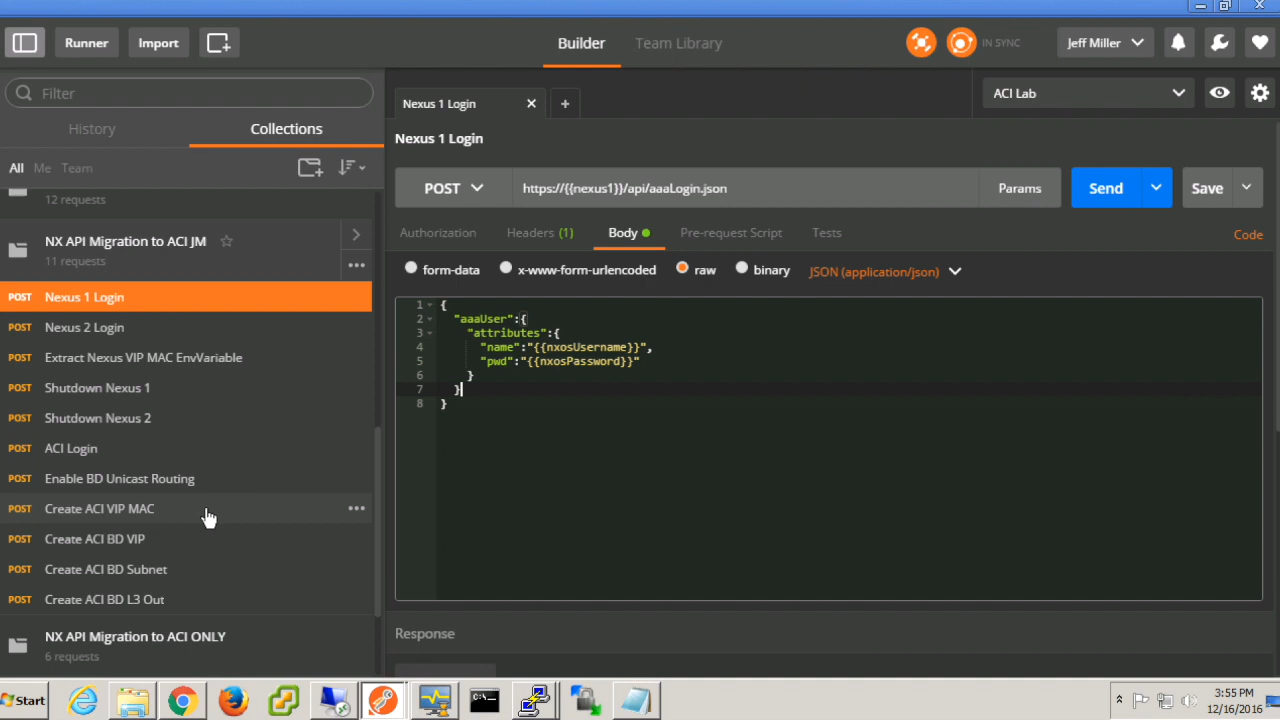 Runner
Import
Builder
Team Library
IN SYNC
Jeff Miller
Filter
History
Collections
All Me Team
12 requests
NX API Migration to ACI JM
11 requests
POST Nexus 1 Login
POST Nexus 2 Login
POST Extract Nexus VIP MAC EnvVariable
POST Shutdown Nexus 1
POST Shutdown Nexus 2
POST ACI Login
POST Enable BD Unicast Routing
POST Create ACI VIP MAC
POST Create ACI BD VIP
POST Create ACI BD Subnet
POST Create ACI BD L3 Out
NX API Migration to ACI ONLY
6 requests
Nexus 1 Login
ACI Lab
Nexus 1 Login
POST https://{{nexus1}}/api/aaaLogin.json Params Send Save
Authorization Headers (1) Body Pre-request Script Tests Code
form-data x-www-form-urlencoded raw binary JSON (application/json)
1 {
2 "aaaUser":{
3 "attributes":{
4 "name":"{{nxosUsername}}",
5 "pwd":"{{nxosPassword}}"
6 }
7 }
8 }
Response
Start
3:55 PM
12/16/2016